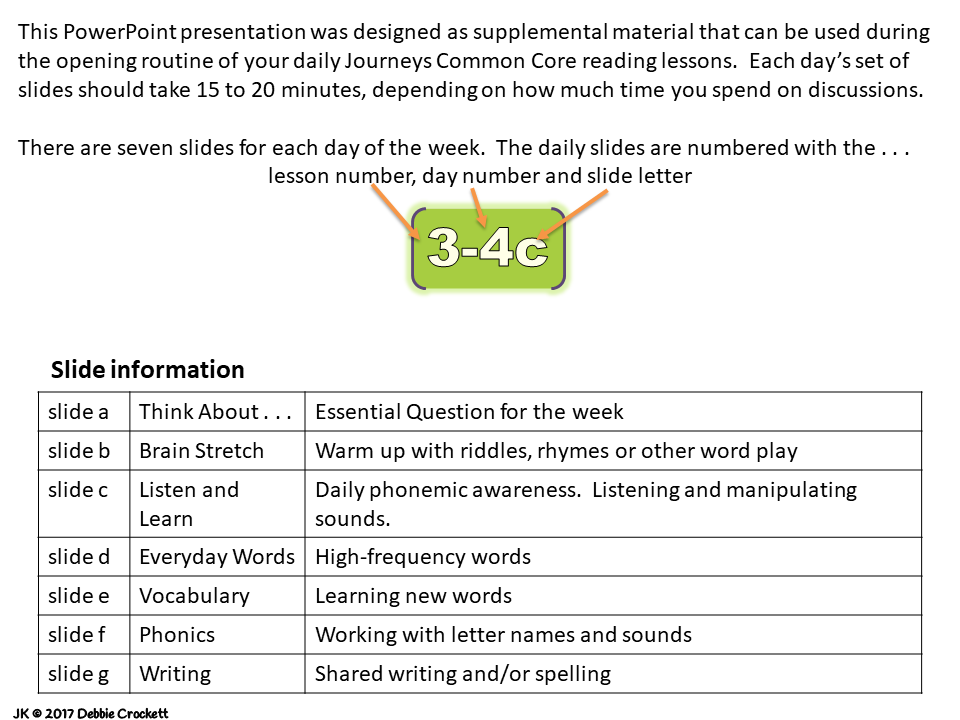 This PowerPoint presentation was designed as supplemental material that can be used during
the opening routine of your daily Journeys Common Core reading lessons.  Each day’s set of
slides should take 15 to 20 minutes, depending on how much time you spend on discussions.
There are seven slides for each day of the week.  The daily slides are numbered with the . . .
lesson number, day number and slide letter
3-4c
Slide information
slide a Think About . . . Essential Question for the week
slide b Brain Stretch Warm up with riddles, rhymes or other word play
slide c Listen and Learn Daily phonemic awareness.  Listening and manipulating sounds.
slide d Everyday Words High-frequency words
slide e Vocabulary Learning new words
slide f Phonics Working with letter names and sounds
slide g Writing Shared writing and/or spelling
JK © 2017 Debbie Crockett